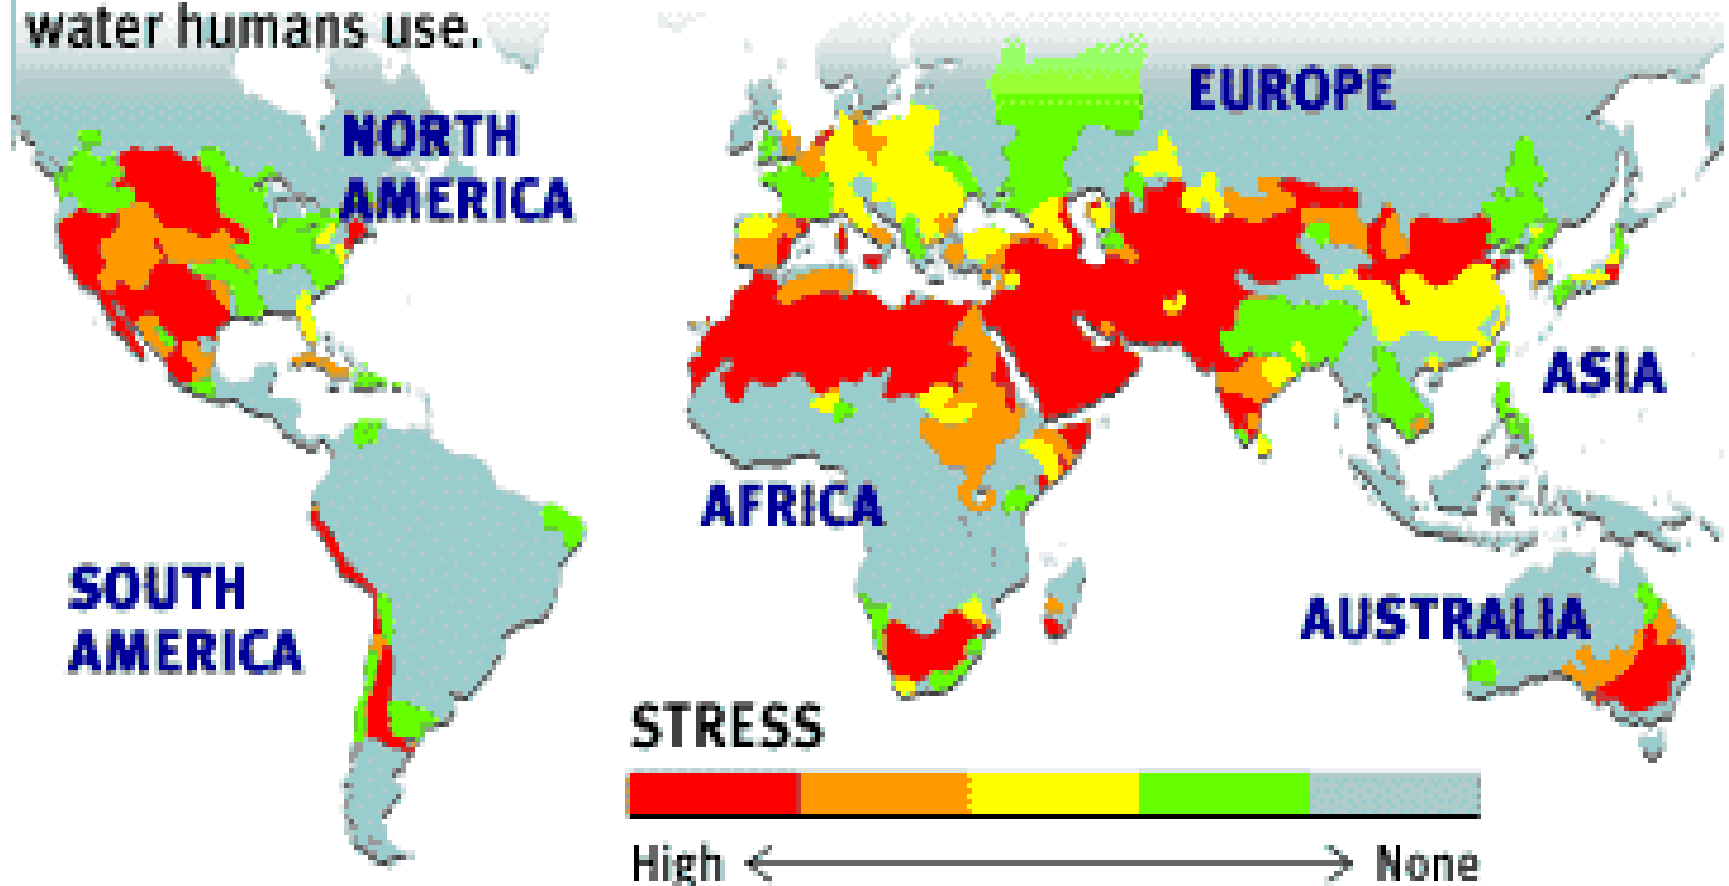 water humans use.
EUROPE
NORTH
AMERICA
ASIA
AFRICA
SOUTH
AMERICA
AUSTRALIA
STRESS
High
None